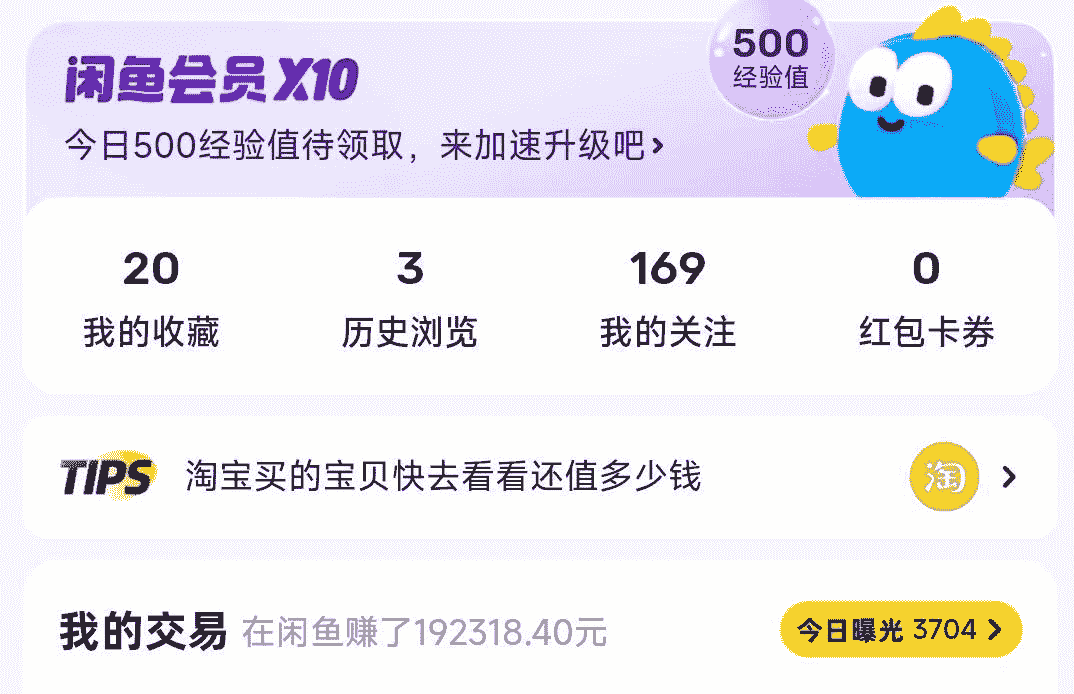 闲鱼会员 X10
500
经验值
今日500经验值待领取，来加速升级吧>
20
3
169
0
我的收藏
历史浏览
我的关注
红包卡券
TIPS 淘宝买的宝贝快去看看还值多少钱 淘 >
我的交易 在闲鱼赚了192318.40元 今日曝光 3704 >